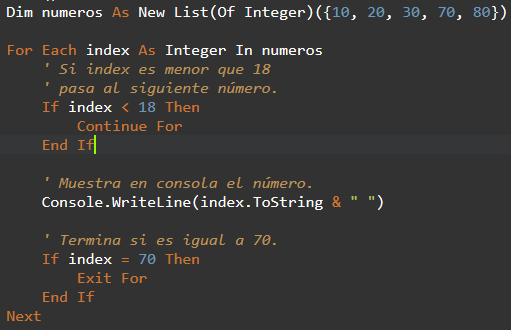 Dim numeros As New List(Of Integer)({10, 20, 30, 70, 80})
For Each index As Integer In numeros
' Si index es menor que 18
' pasa al siguiente número.
If index < 18 Then
Continue For
End If
' Muestra en consola el número.
Console.WriteLine(index.ToString & " ")
' Termina si es igual a 70.
If index = 70 Then
Exit For
End If
Next